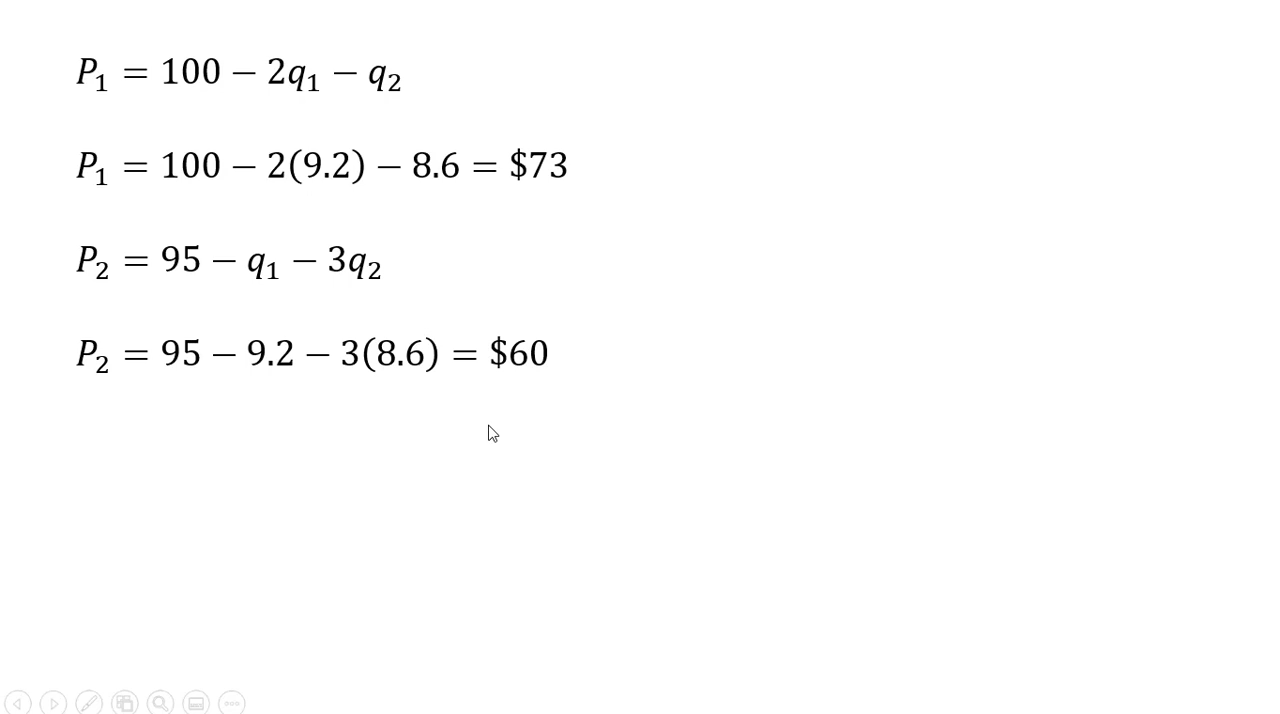 P₁ = 100 − 2q₁ − q₂
P₁ = 100 − 2(9.2) − 8.6 = $73
P₂ = 95 − q₁ − 3q₂
P₂ = 95 − 9.2 − 3(8.6) = $60